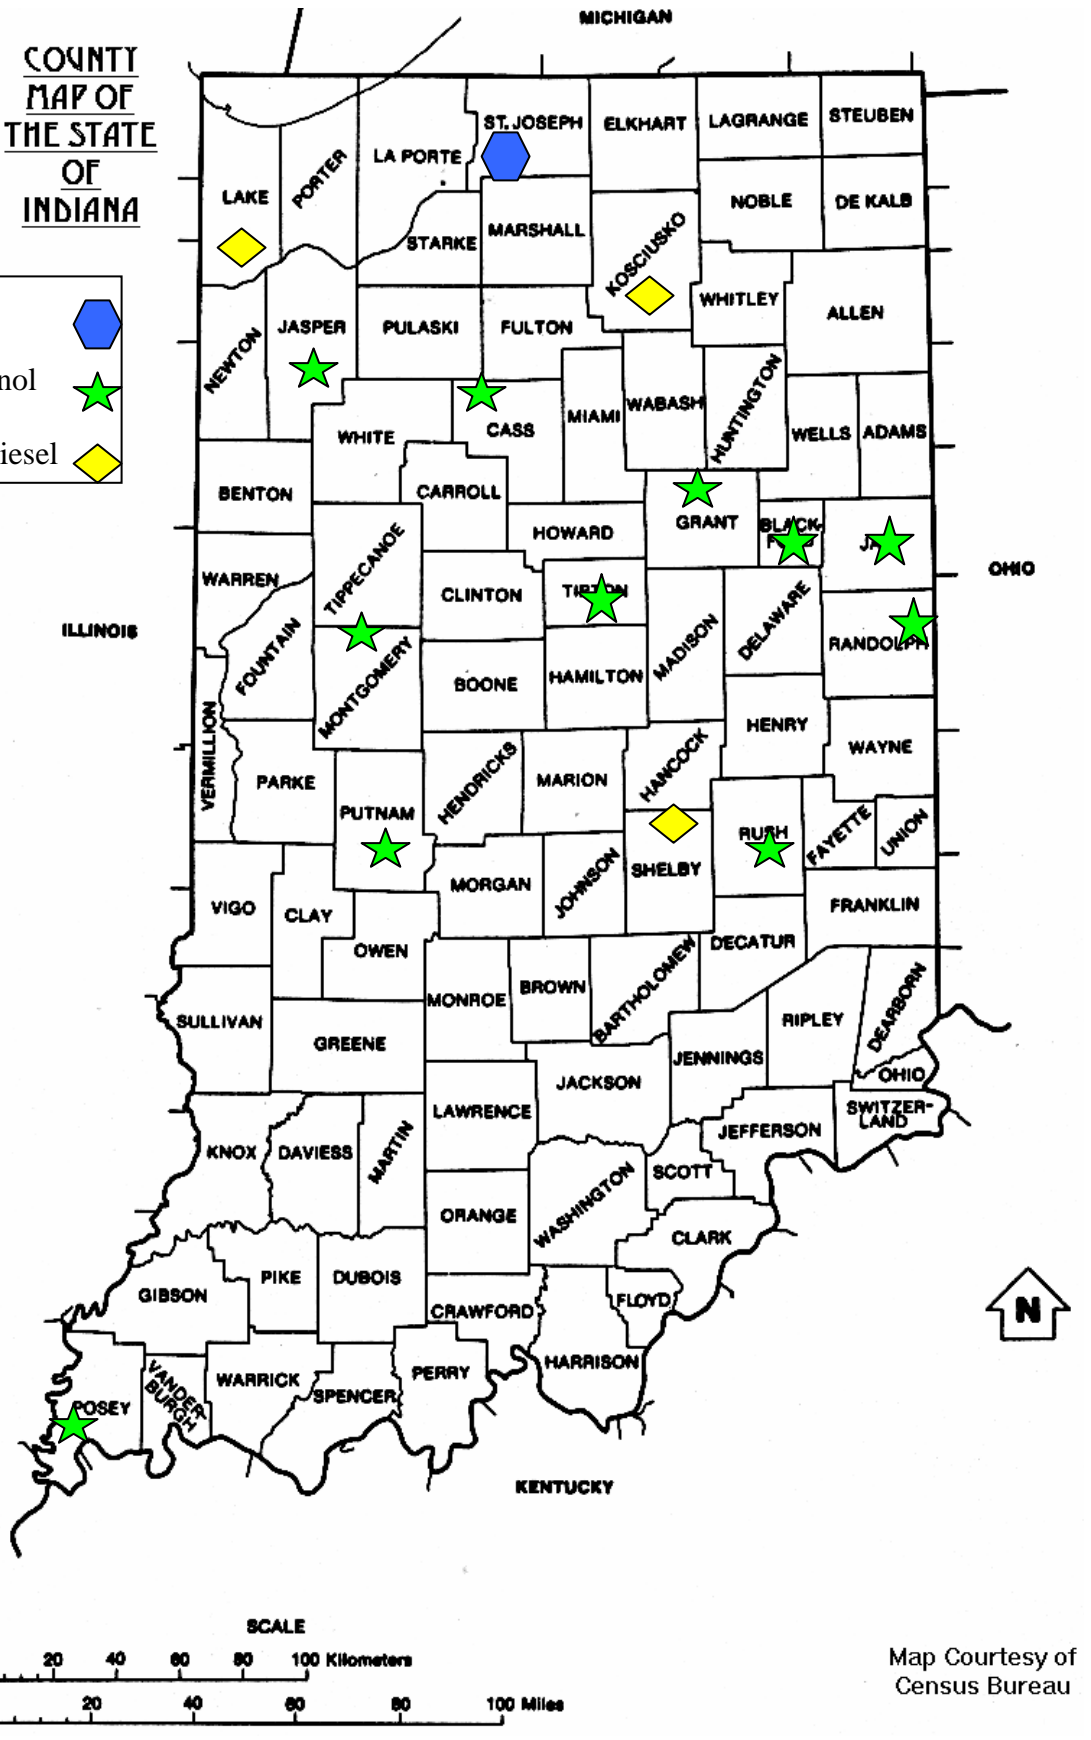 MICHIGAN
COUNTY
MAP OF
THE STATE
OF
INDIANA
nol
iesel
ST. JOSEPH
ELKHART
LAGRANGE
STEUBEN
LAKE
PORTER
LA PORTE
NOBLE
DE KALB
STARKE
MARSHALL
KOSCIUSKO
WHITLEY
ALLEN
NEWTON
JASPER
PULASKI
FULTON
WHITE
CASS
MIAMI
WABASH
HUNTINGTON
WELLS
ADAMS
BENTON
CARROLL
HOWARD
GRANT
BLACK-
JAY
WARREN
TIPPECANOE
CLINTON
TIPTON
DELAWARE
RANDOLPH
OHIO
ILLINOIS
FOUNTAIN
MONTGOMERY
BOONE
HAMILTON
MADISON
HENRY
WAYNE
VERMILLION
PARKE
PUTNAM
HENDRICKS
MARION
HANCOCK
RUSH
FAYETTE
UNION
VIGO
CLAY
OWEN
MORGAN
JOHNSON
SHELBY
DECATUR
FRANKLIN
SULLIVAN
GREENE
MONROE
BROWN
BARTHOLOMEW
JENNINGS
RIPLEY
DEARBORN
OHIO
SWITZER-
LAND
KNOX
DAVIESS
MARTIN
LAWRENCE
JACKSON
SCOTT
JEFFERSON
ORANGE
WASHINGTON
CLARK
GIBSON
PIKE
DUBOIS
CRAWFORD
FLOYD
HARRISON
N
POSEY
VANDER-
BURGH
WARRICK
SPENCER
PERRY
KENTUCKY
SCALE
20 40 60 80 100 Kilometers
20 40 60 80 100 Miles
Map Courtesy of
Census Bureau